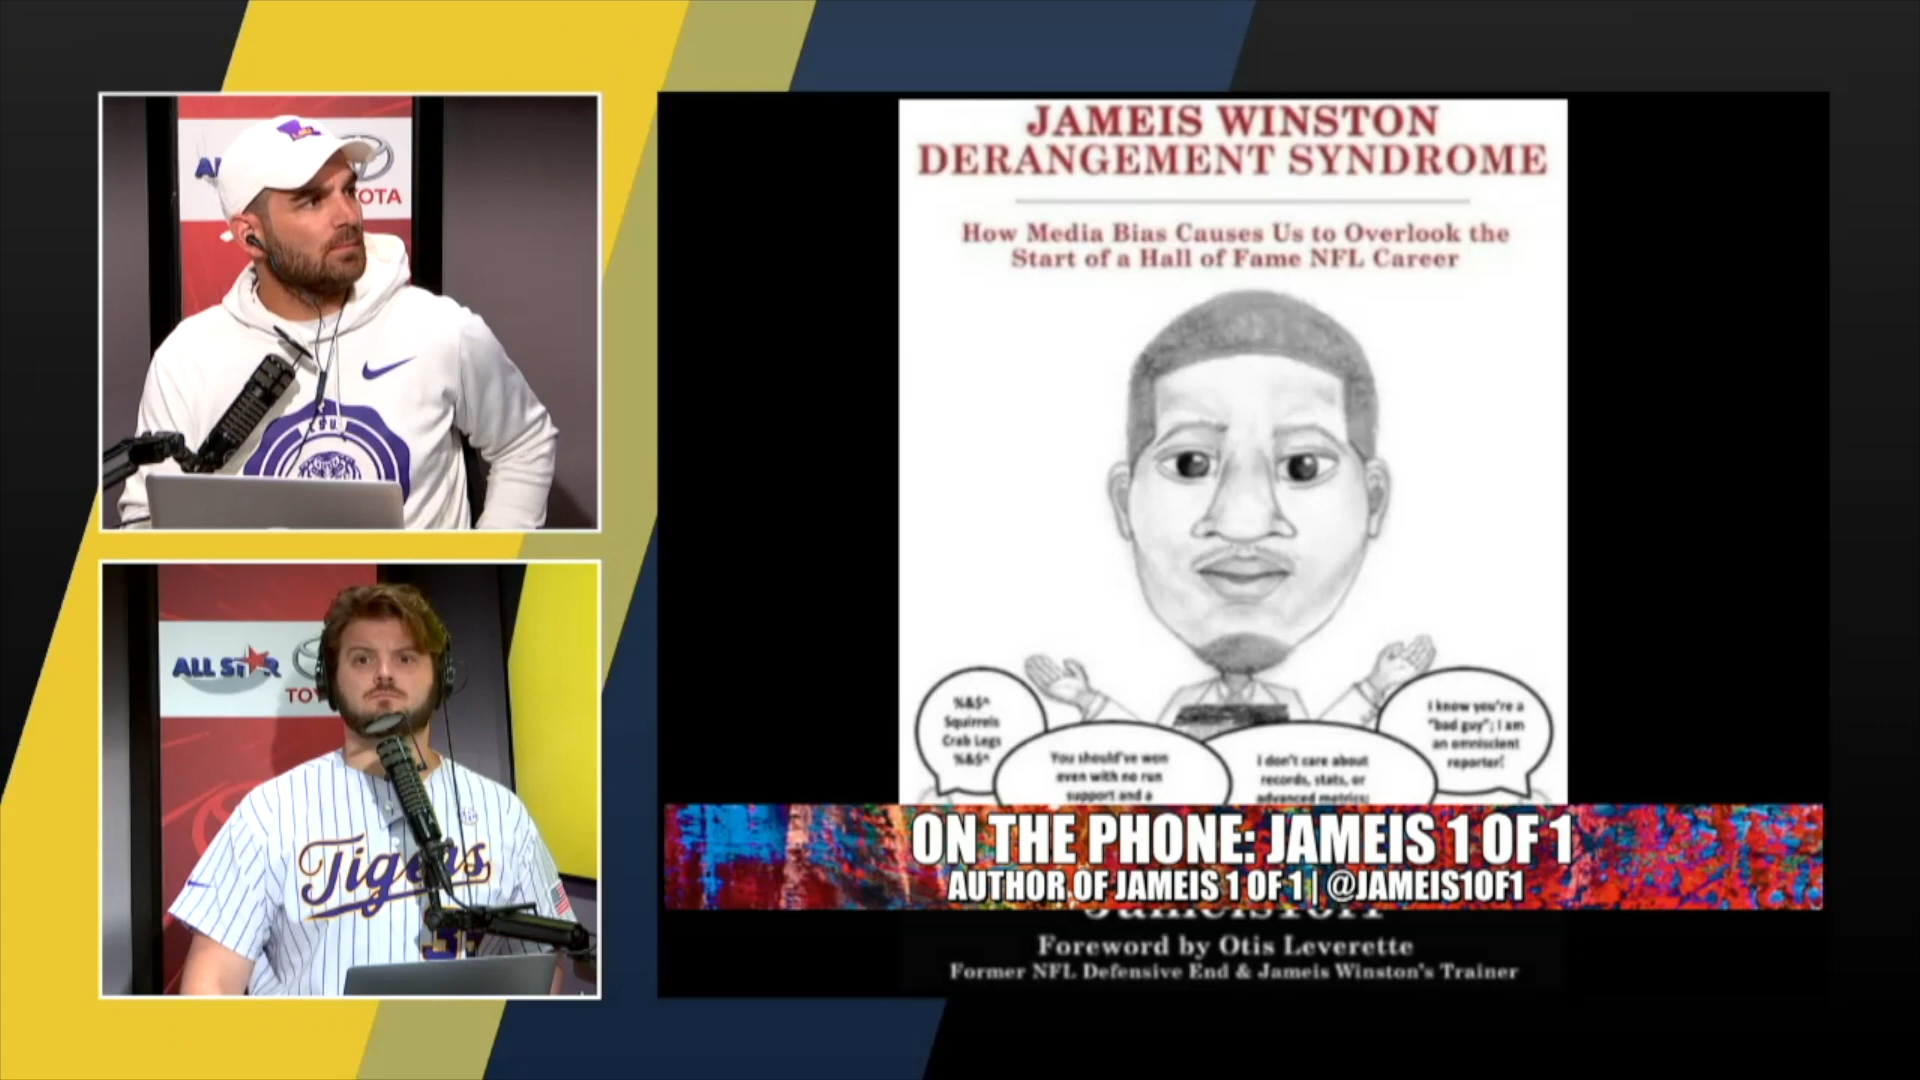 JAMEIS WINSTON
DERANGEMENT SYNDROME
How Media Bias Causes Us to Overlook the
Start of a Hall of Fame NFL Career
%&$^
Squirrels
Crab Legs
%&$^
You should've won
even with no run
support and a
I don't care about
records, stats, or
advanced metrics;
I know you're a
"bad guy"; I am
an omniscient
reporter!
ON THE PHONE: JAMEIS 1 OF 1
AUTHOR OF JAMEIS 1 OF 1 | @JAMEIS1OF1
Foreword by Otis Leverette
Former NFL Defensive End & Jameis Winston's Trainer
OTA
LSU
ALL STAR
TOY
Tigers